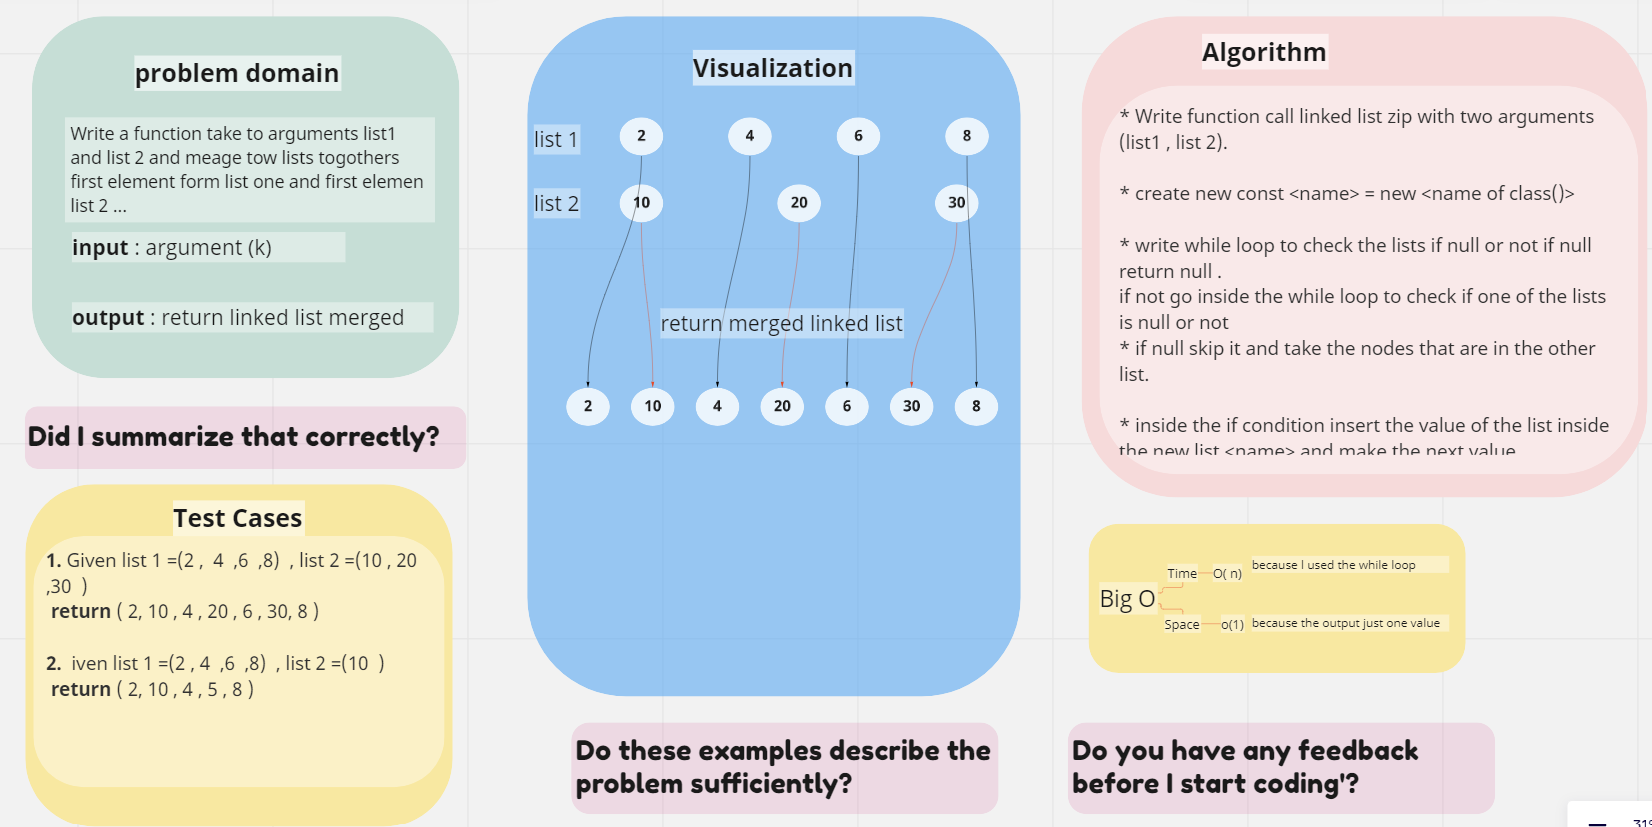 problem domain
Write a function take to arguments list1
and list 2 and meage tow lists togothers
first element form list one and first elemen
list 2 ...
input : argument (k)
output : return linked list merged
Did I summarize that correctly?
Test Cases
1. Given list 1 =(2 , 4 ,6 ,8) , list 2 =(10 , 20
,30 )
return ( 2, 10 , 4 , 20 , 6 , 30, 8 )
2. iven list 1 =(2 , 4 ,6 ,8) , list 2 =(10 )
return ( 2, 10 , 4 , 5 , 8 )
Visualization
list 1 2 4 6 8
list 2 10 20 30
return merged linked list
2 10 4 20 6 30 8
Do these examples describe the
problem sufficiently?
Algorithm
* Write function call linked list zip with two arguments
(list1 , list 2).
* create new const <name> = new <name of class()>
* write while loop to check the lists if null or not if null
return null .
if not go inside the while loop to check if one of the lists
is null or not
* if null skip it and take the nodes that are in the other
list.
* inside the if condition insert the value of the list inside
the new list <name> and make the next value
Big O
Time O( n) because I used the while loop
Space o(1) because the output just one value
Do you have any feedback
before I start coding'?